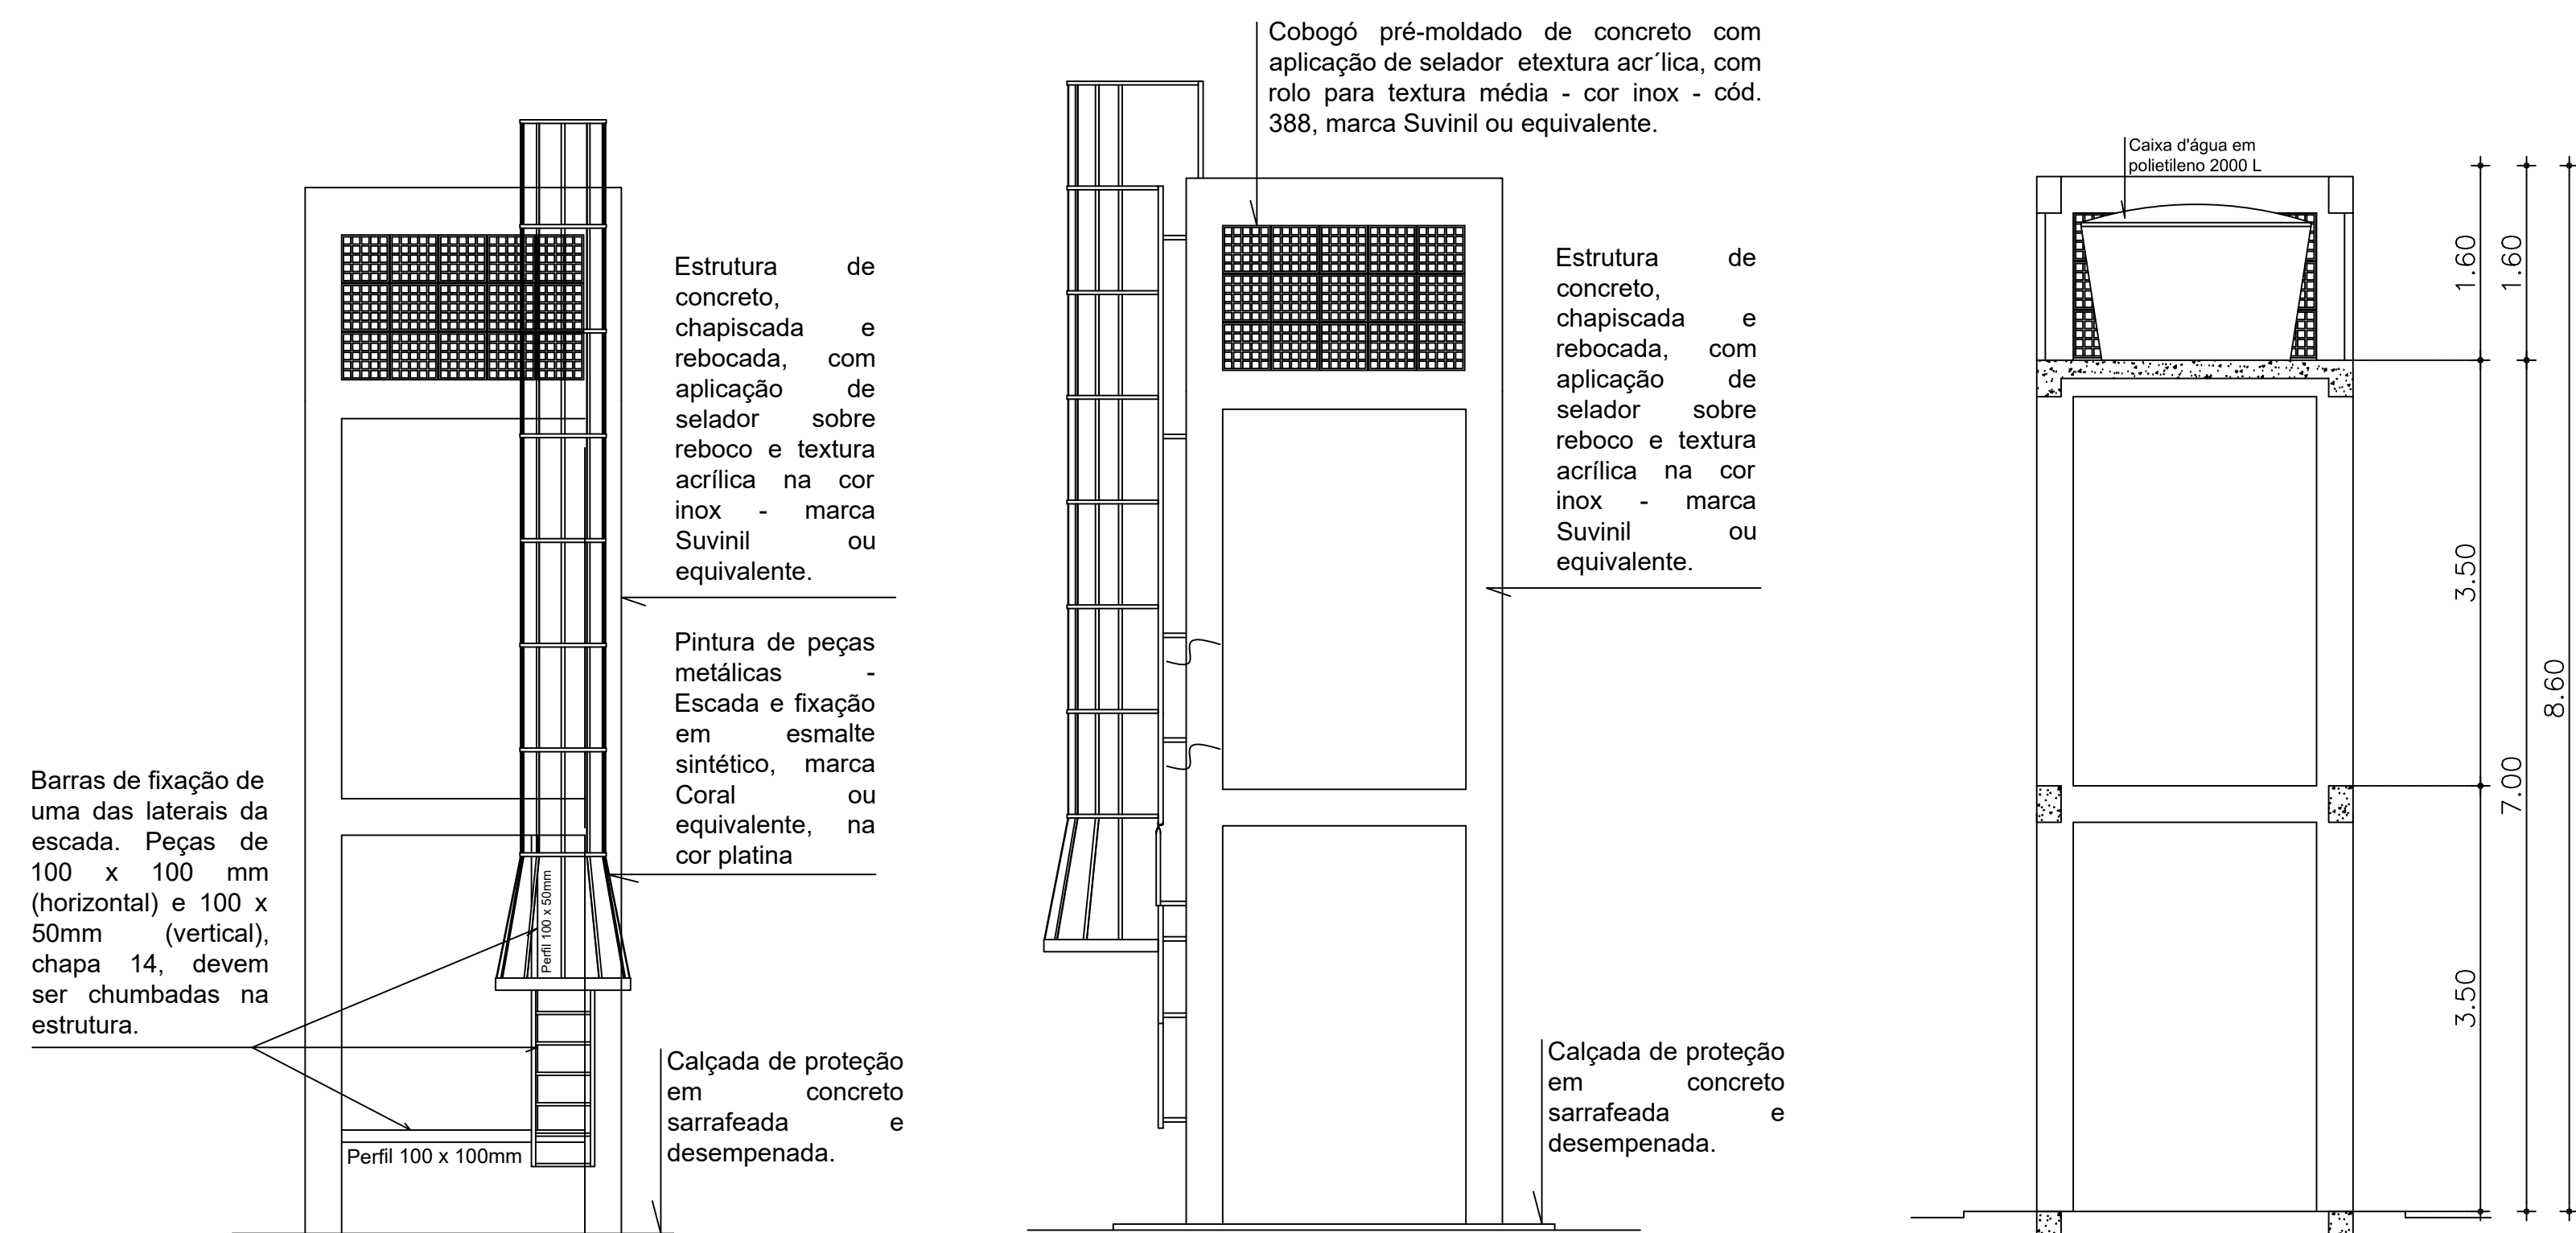 Estrutura de
concreto,
chapiscada e
rebocada, com
aplicação de
selador sobre
reboco e textura
acrílica na cor
inox - marca
Suvinil ou
equivalente.
Pintura de peças
metálicas -
Escada e fixação
em esmalte
sintético, marca
Coral ou
equivalente, na
cor platina
Barras de fixação de
uma das laterais da
escada. Peças de
100 x 100 mm
(horizontal) e 100 x
50mm (vertical),
chapa 14, devem
ser chumbadas na
estrutura.
Perfil 100 x 50mm
Perfil 100 x 100mm
Calçada de proteção
em concreto
sarrafeada e
desempenada.
Cobogó pré-moldado de concreto com
aplicação de selador etextura acr´lica, com
rolo para textura média - cor inox - cód.
388, marca Suvinil ou equivalente.
Estrutura de
concreto,
chapiscada e
rebocada, com
aplicação de
selador sobre
reboco e textura
acrílica na cor
inox - marca
Suvinil ou
equivalente.
Calçada de proteção
em concreto
sarrafeada e
desempenada.
Caixa d'água em
polietileno 2000 L
1.60
1.60
3.50
8.60
7.00
3.50